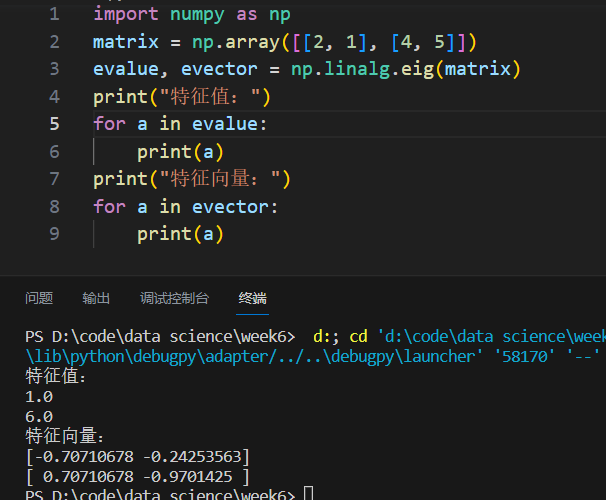 1 import numpy as np
2 matrix = np.array([[2, 1], [4, 5]])
3 evalue, evector = np.linalg.eig(matrix)
4 print("特征值：")
5 for a in evalue:
6     print(a)
7 print("特征向量：")
8 for a in evector:
9     print(a)
问题 输出 调试控制台 终端
PS D:\code\data science\week6>  d:; cd 'd:\code\data science\week
\lib\python\debugpy\adapter/../..\debugpy\launcher' '58170' '--'
特征值：
1.0
6.0
特征向量：
[-0.70710678 -0.24253563]
[ 0.70710678 -0.9701425 ]
PS D:\code\data science\week6>